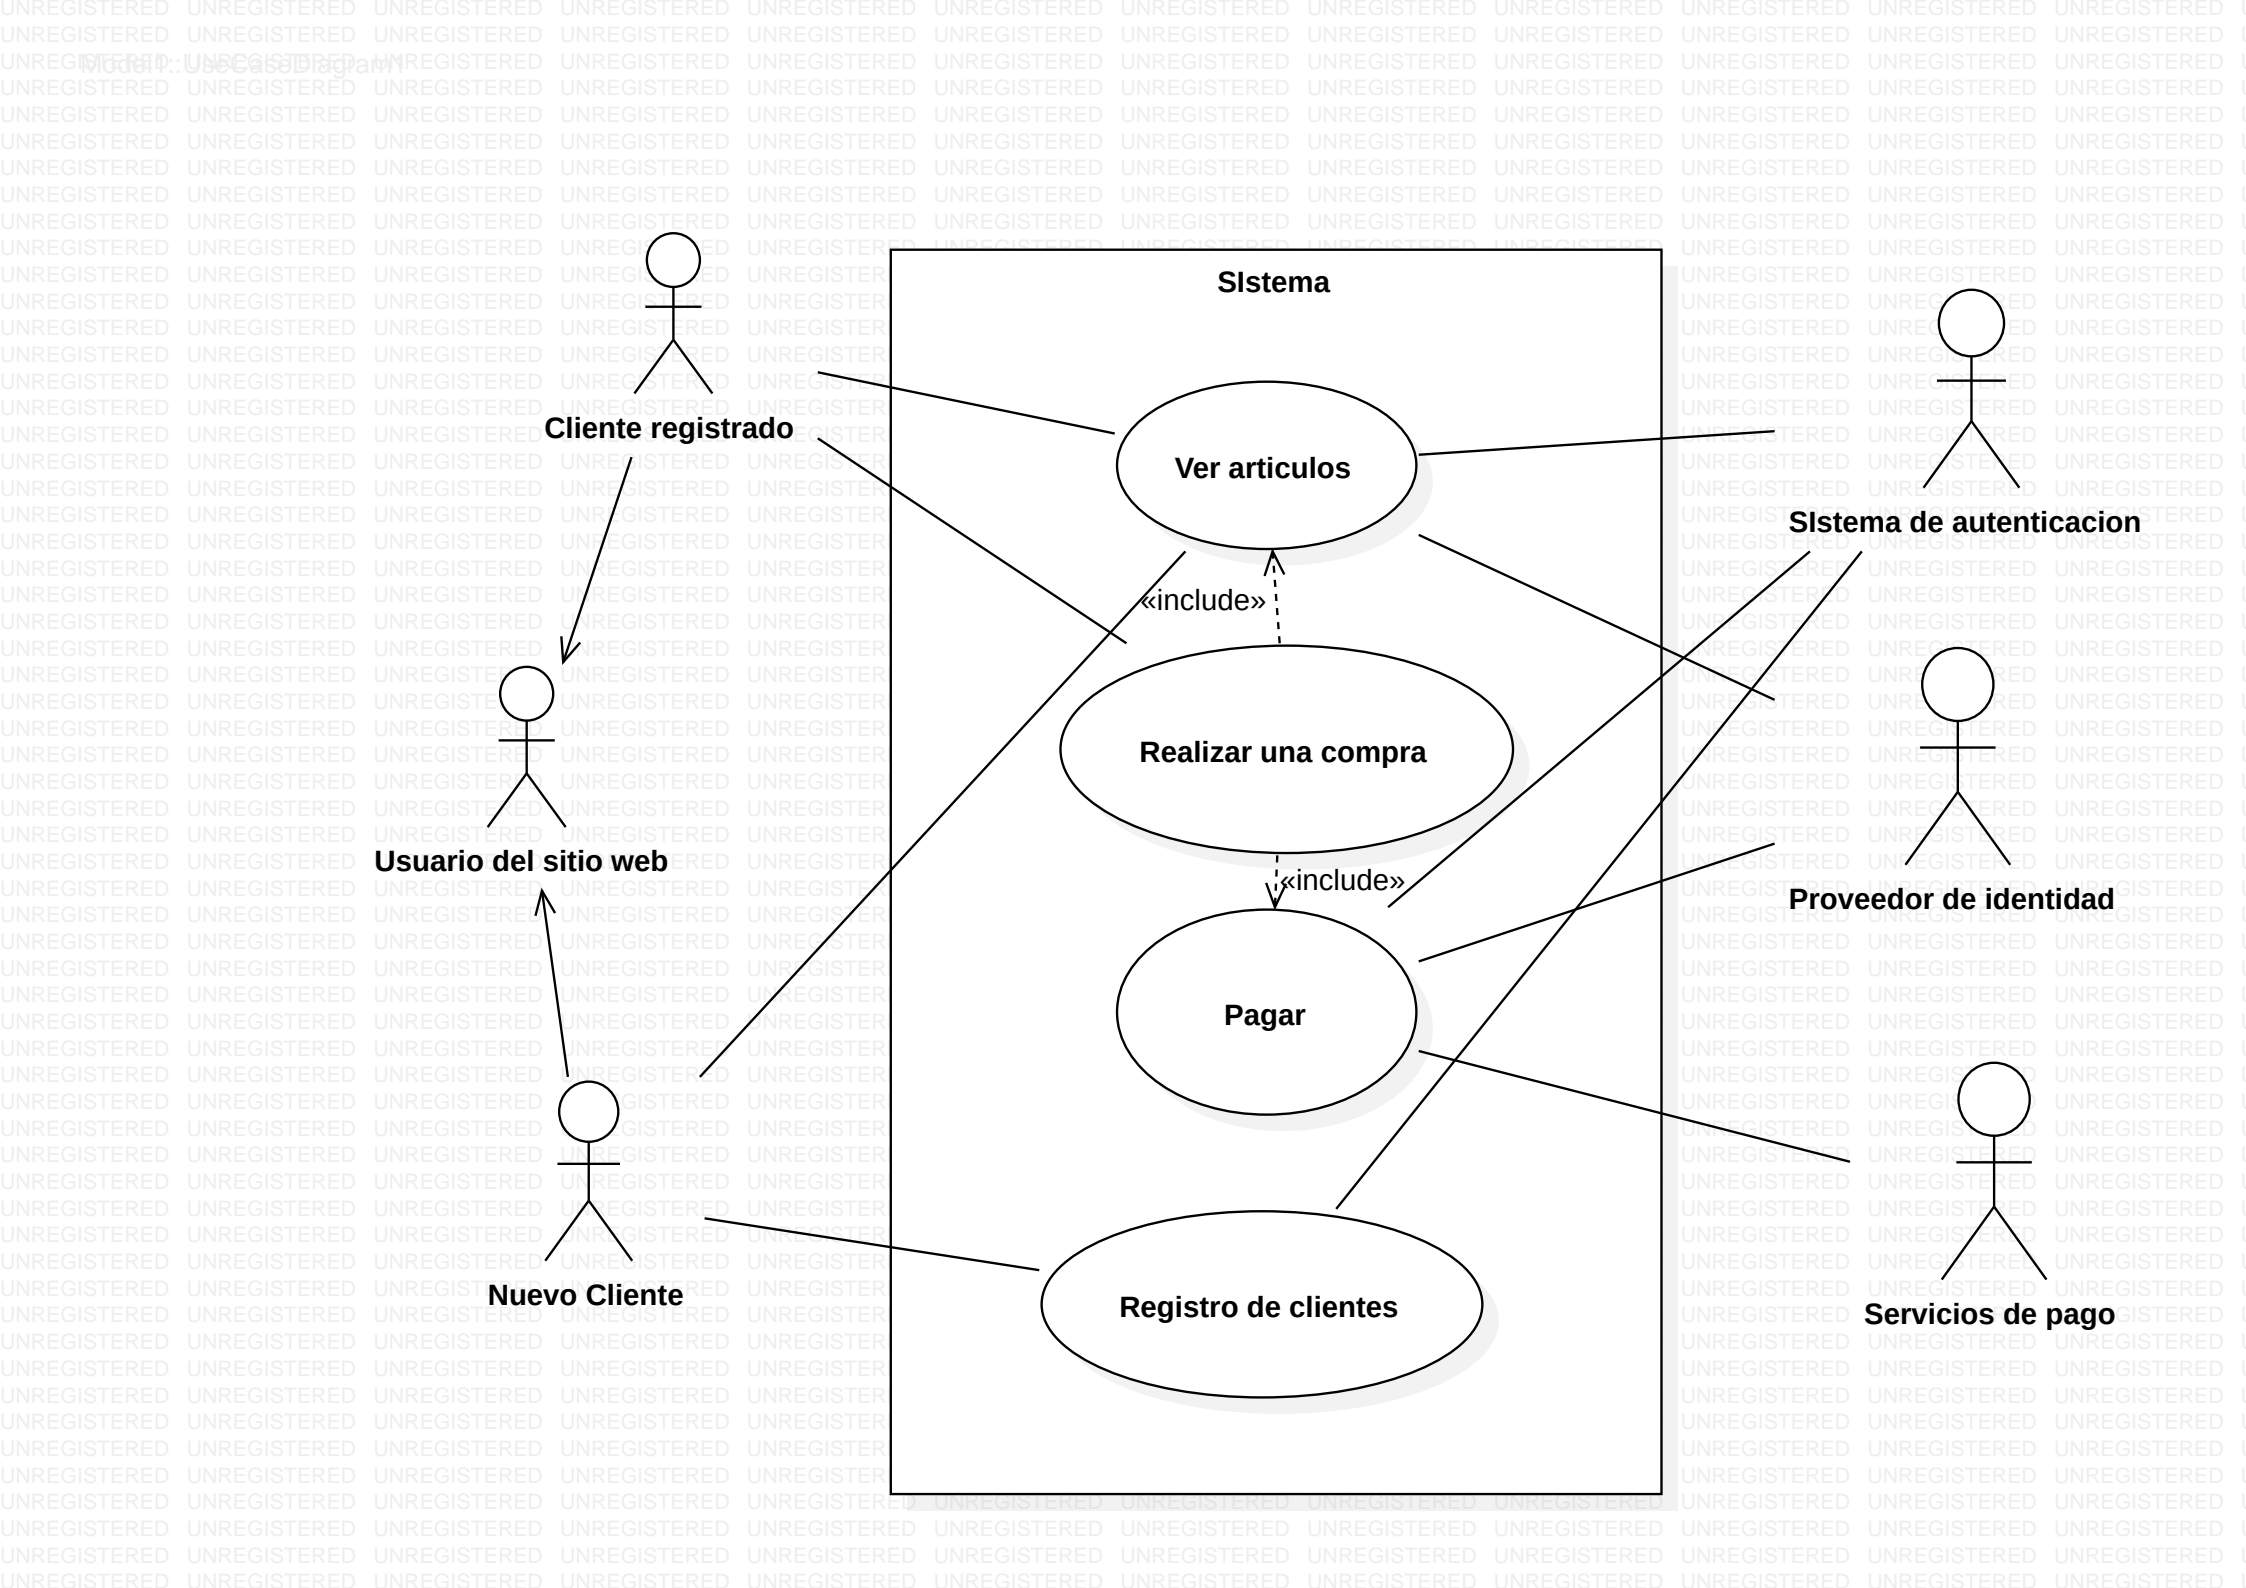 Model1::UseCaseDiagram1
SIstema
Cliente registrado
Ver articulos
SIstema de autenticacion
«include»
Realizar una compra
Usuario del sitio web
«include»
Proveedor de identidad
Pagar
Nuevo Cliente
Registro de clientes
Servicios de pago
UNREGISTERED